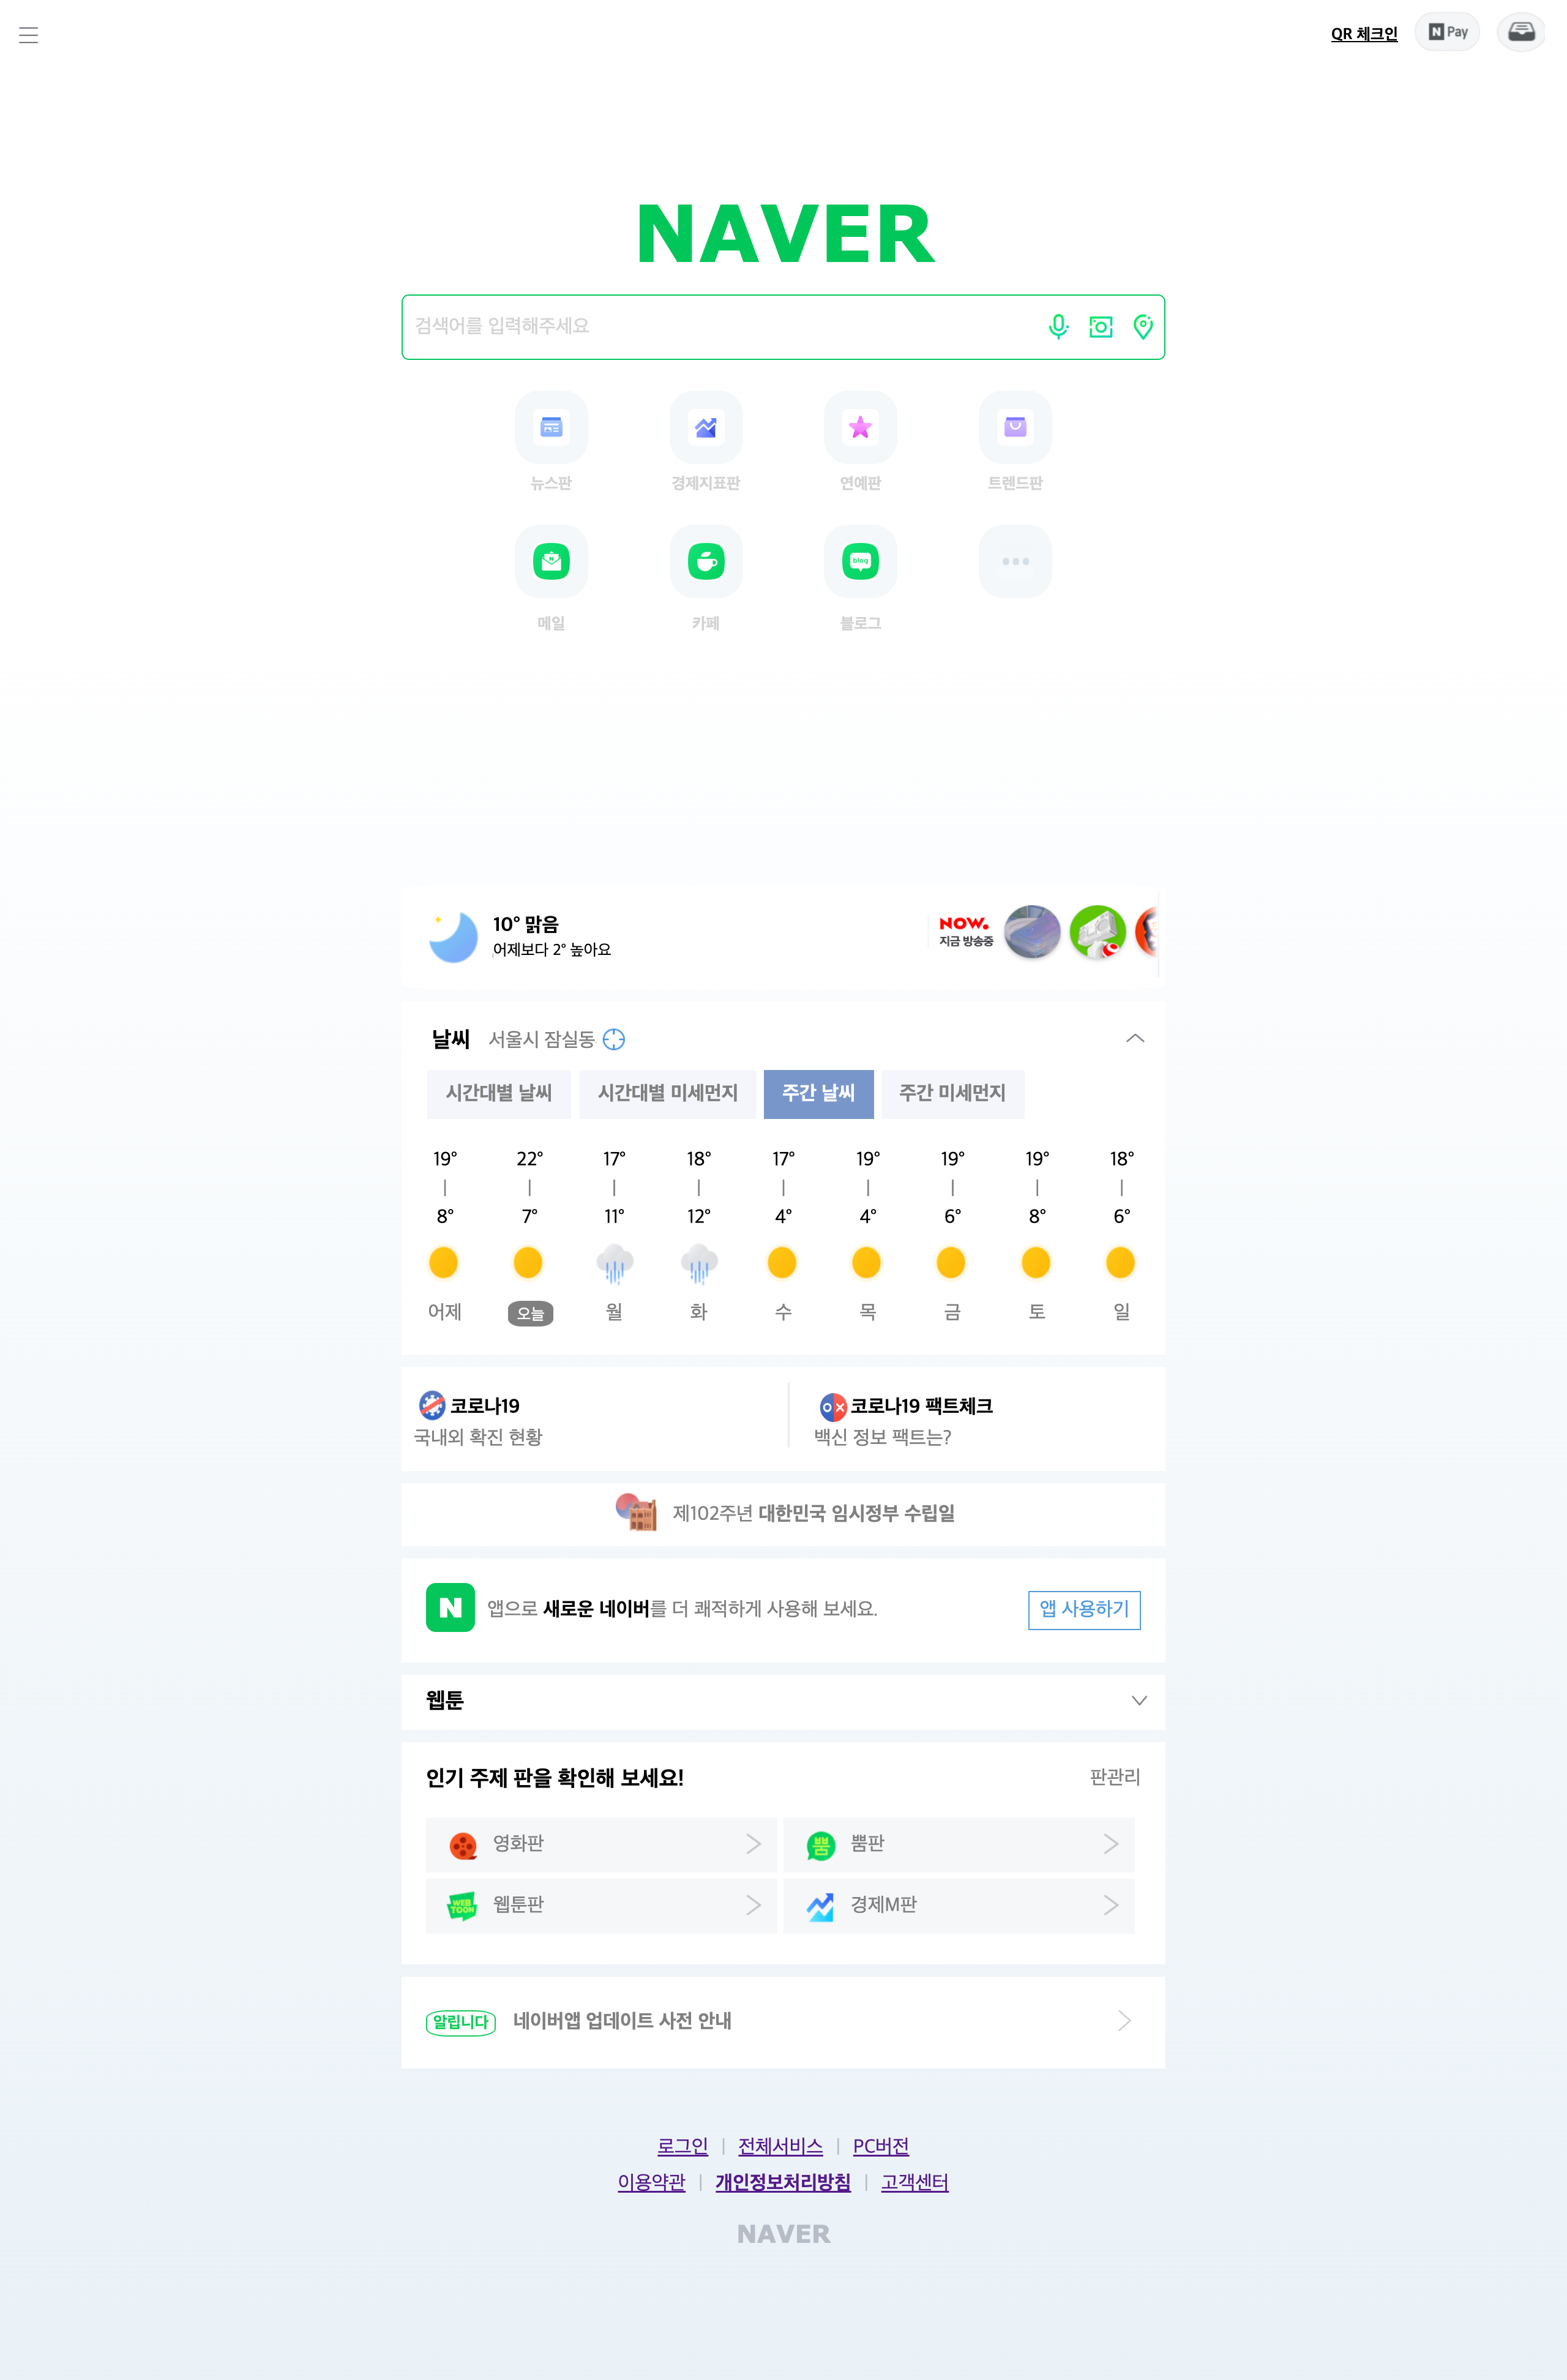 QR 체크인
N Pay
NAVER
검색어를 입력해주세요
뉴스판 경제지표판 연예판 트렌드판
blog
메일 카페 블로그
10° 맑음
어제보다 2° 높아요
NOW.
지금 방송중
날씨 서울시 잠실동
시간대별 날씨 시간대별 미세먼지 주간 날씨 주간 미세먼지
19° 22° 17° 18° 17° 19° 19° 19° 18°
8° 7° 11° 12° 4° 4° 6° 8° 6°
어제 오늘 월 화 수 목 금 토 일
코로나19
국내외 확진 현황
코로나19 팩트체크
백신 정보 팩트는?
제102주년 대한민국 임시정부 수립일
N 앱으로 새로운 네이버를 더 쾌적하게 사용해 보세요. 앱 사용하기
웹툰
인기 주제 판을 확인해 보세요! 판관리
영화판 뿜 뿜판
WEB TOON 웹툰판 경제M판
알립니다 네이버앱 업데이트 사전 안내
로그인 | 전체서비스 | PC버전
이용약관 | 개인정보처리방침 | 고객센터
NAVER